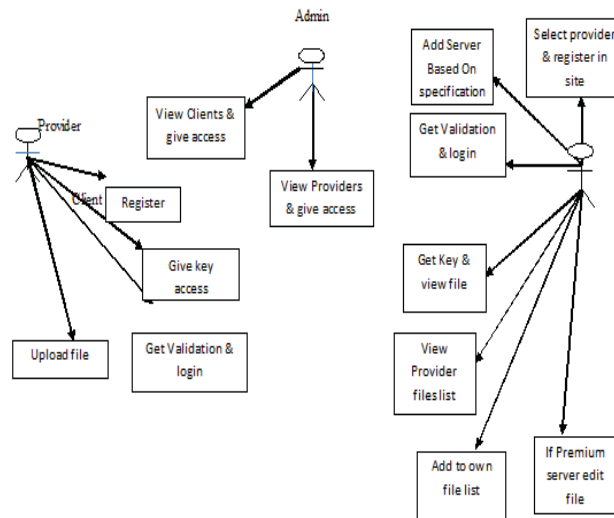 Admin
Add Server
Based On
specification
Select provider
& register in
site
View Clients &
give access
Provider
Get Validation
& login
View Providers
& give access
Client
Register
Give key
access
Get Key &
view file
Upload file
Get Validation &
login
View
Provider
files list
Add to own
file list
If Premium
server edit
file